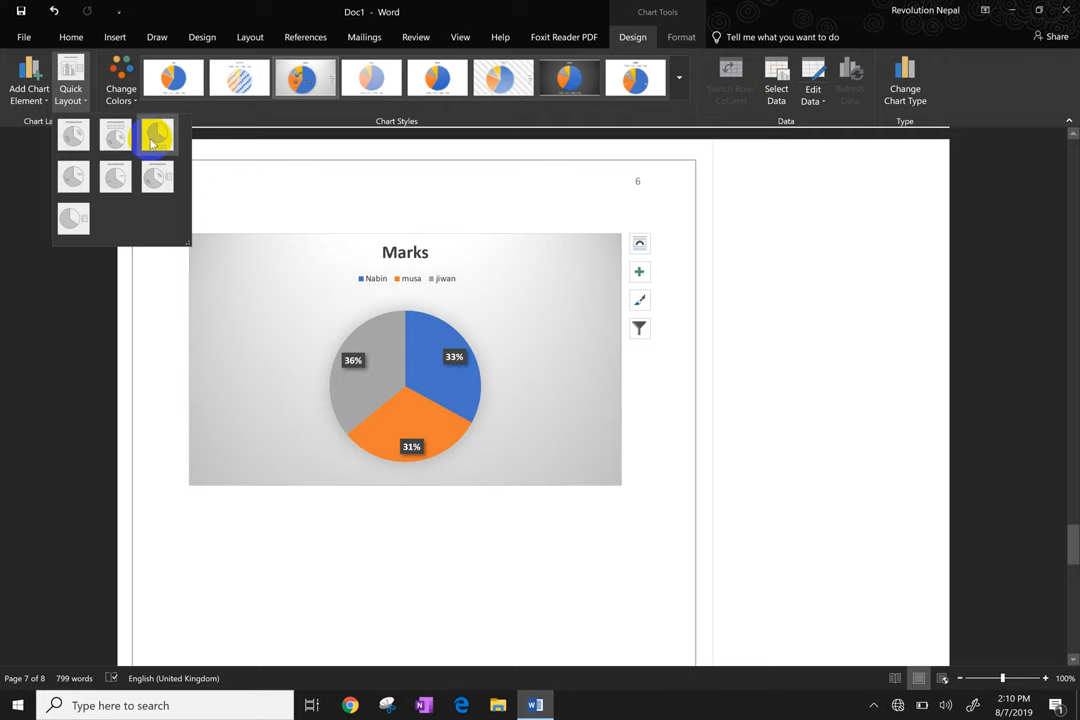 Doc1 - Word
Chart Tools
Revolution Nepal
File
Home
Insert
Draw
Design
Layout
References
Mailings
Review
View
Help
Foxit Reader PDF
Design
Format
Tell me what you want to do
Share
Add Chart
Element
Quick
Layout
Change
Colors
Switch Row/
Column
Select
Data
Edit
Data
Refresh
Data
Change
Chart Type
Chart La
Chart Styles
Data
Type
6
Marks
Nabin
musa
jiwan
36%
33%
31%
Page 7 of 8
799 words
English (United Kingdom)
100%
Type here to search
2:10 PM
8/7/2019